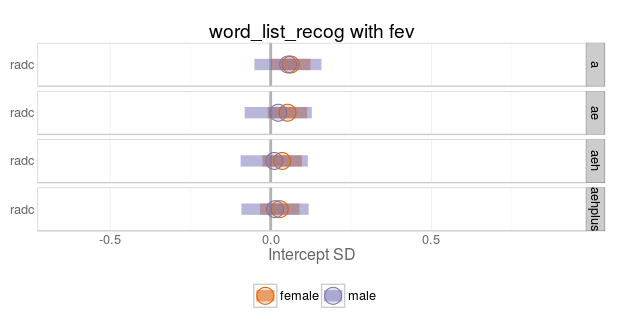 word_list_recog with fev
radc
a
radc
ae
radc
aeh
radc
aehplus
-0.5
0.0
0.5
Intercept SD
female
male